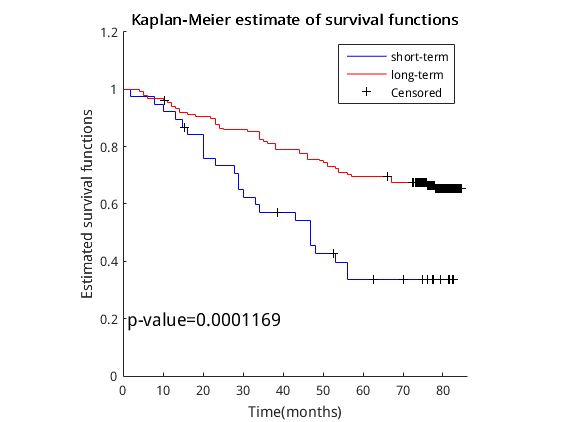 Kaplan-Meier estimate of survival functions
1.2
1
0.8
0.6
0.4
0.2
0
Estimated survival functions
short-term
long-term
Censored
p-value=0.0001169
0 10 20 30 40 50 60 70 80
Time(months)